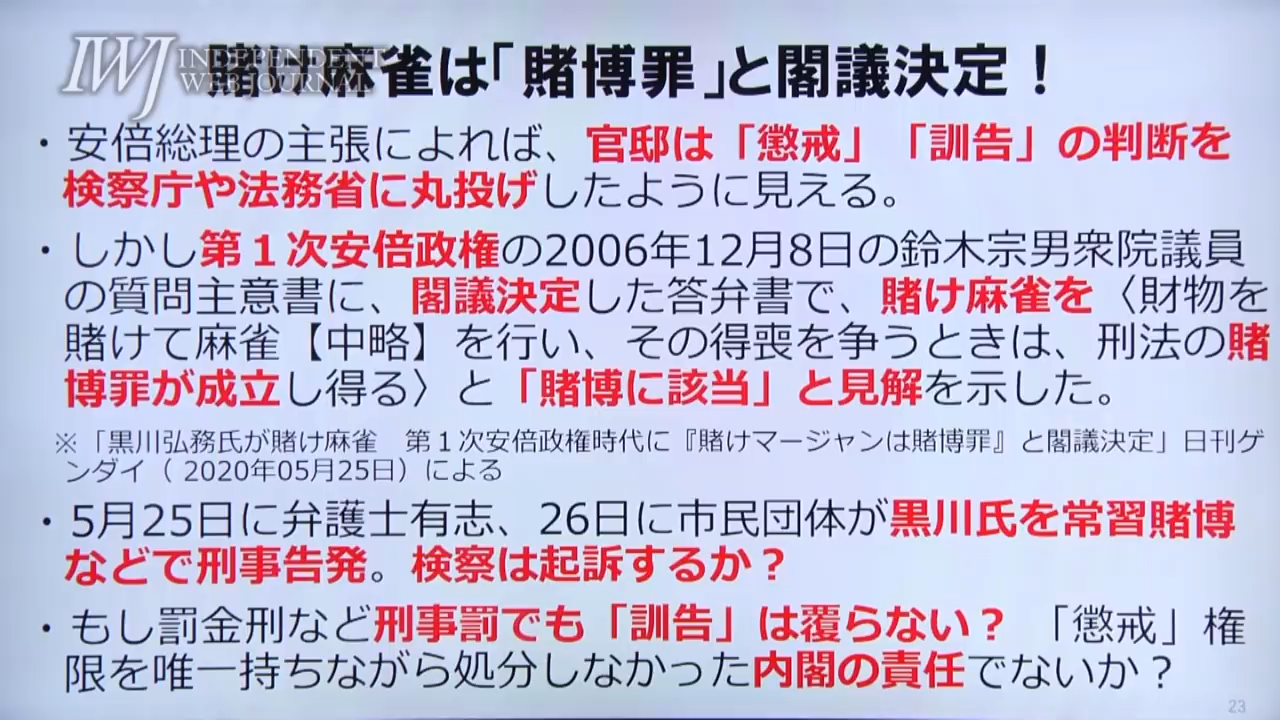 IWJ INDEPENDENT
WEB JOURNAL
賭け麻雀は「賭博罪」と閣議決定！
・安倍総理の主張によれば、官邸は「懲戒」「訓告」の判断を
検察庁や法務省に丸投げしたように見える。
・しかし第１次安倍政権の2006年12月8日の鈴木宗男衆院議員
の質問主意書に、閣議決定した答弁書で、賭け麻雀を〈財物を
賭けて麻雀【中略】を行い、その得喪を争うときは、刑法の賭
博罪が成立し得る〉と「賭博に該当」と見解を示した。
※「黒川弘務氏が賭け麻雀　第１次安倍政権時代に『賭けマージャンは賭博罪』と閣議決定」日刊ゲ
ンダイ（ 2020年05月25日）による
・5月25日に弁護士有志、26日に市民団体が黒川氏を常習賭博
などで刑事告発。検察は起訴するか？
・もし罰金刑など刑事罰でも「訓告」は覆らない？「懲戒」権
限を唯一持ちながら処分しなかった内閣の責任でないか？
23